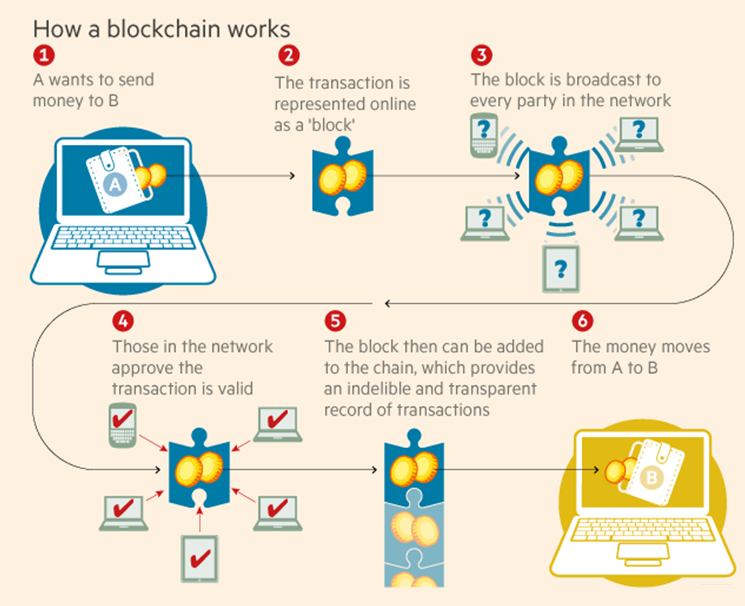 How a blockchain works
1
A wants to send
money to B
2
The transaction is
represented online
as a 'block'
3
The block is broadcast to
every party in the network
A
?
?
?
?
?
4
Those in the network
approve the
transaction is valid
5
The block then can be added
to the chain, which provides
an indelible and transparent
record of transactions
6
The money moves
from A to B
B